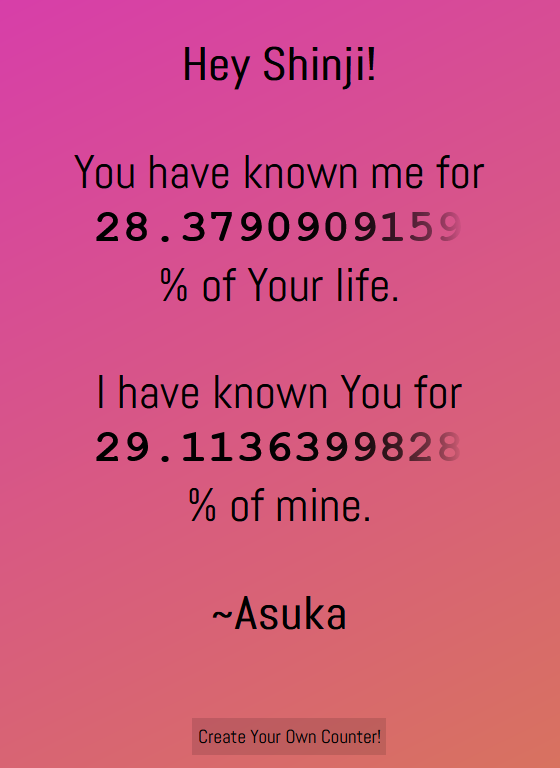 Hey Shinji!
You have known me for
28.3790909159
% of Your life.
I have known You for
29.1136399828
% of mine.
~Asuka
Create Your Own Counter!